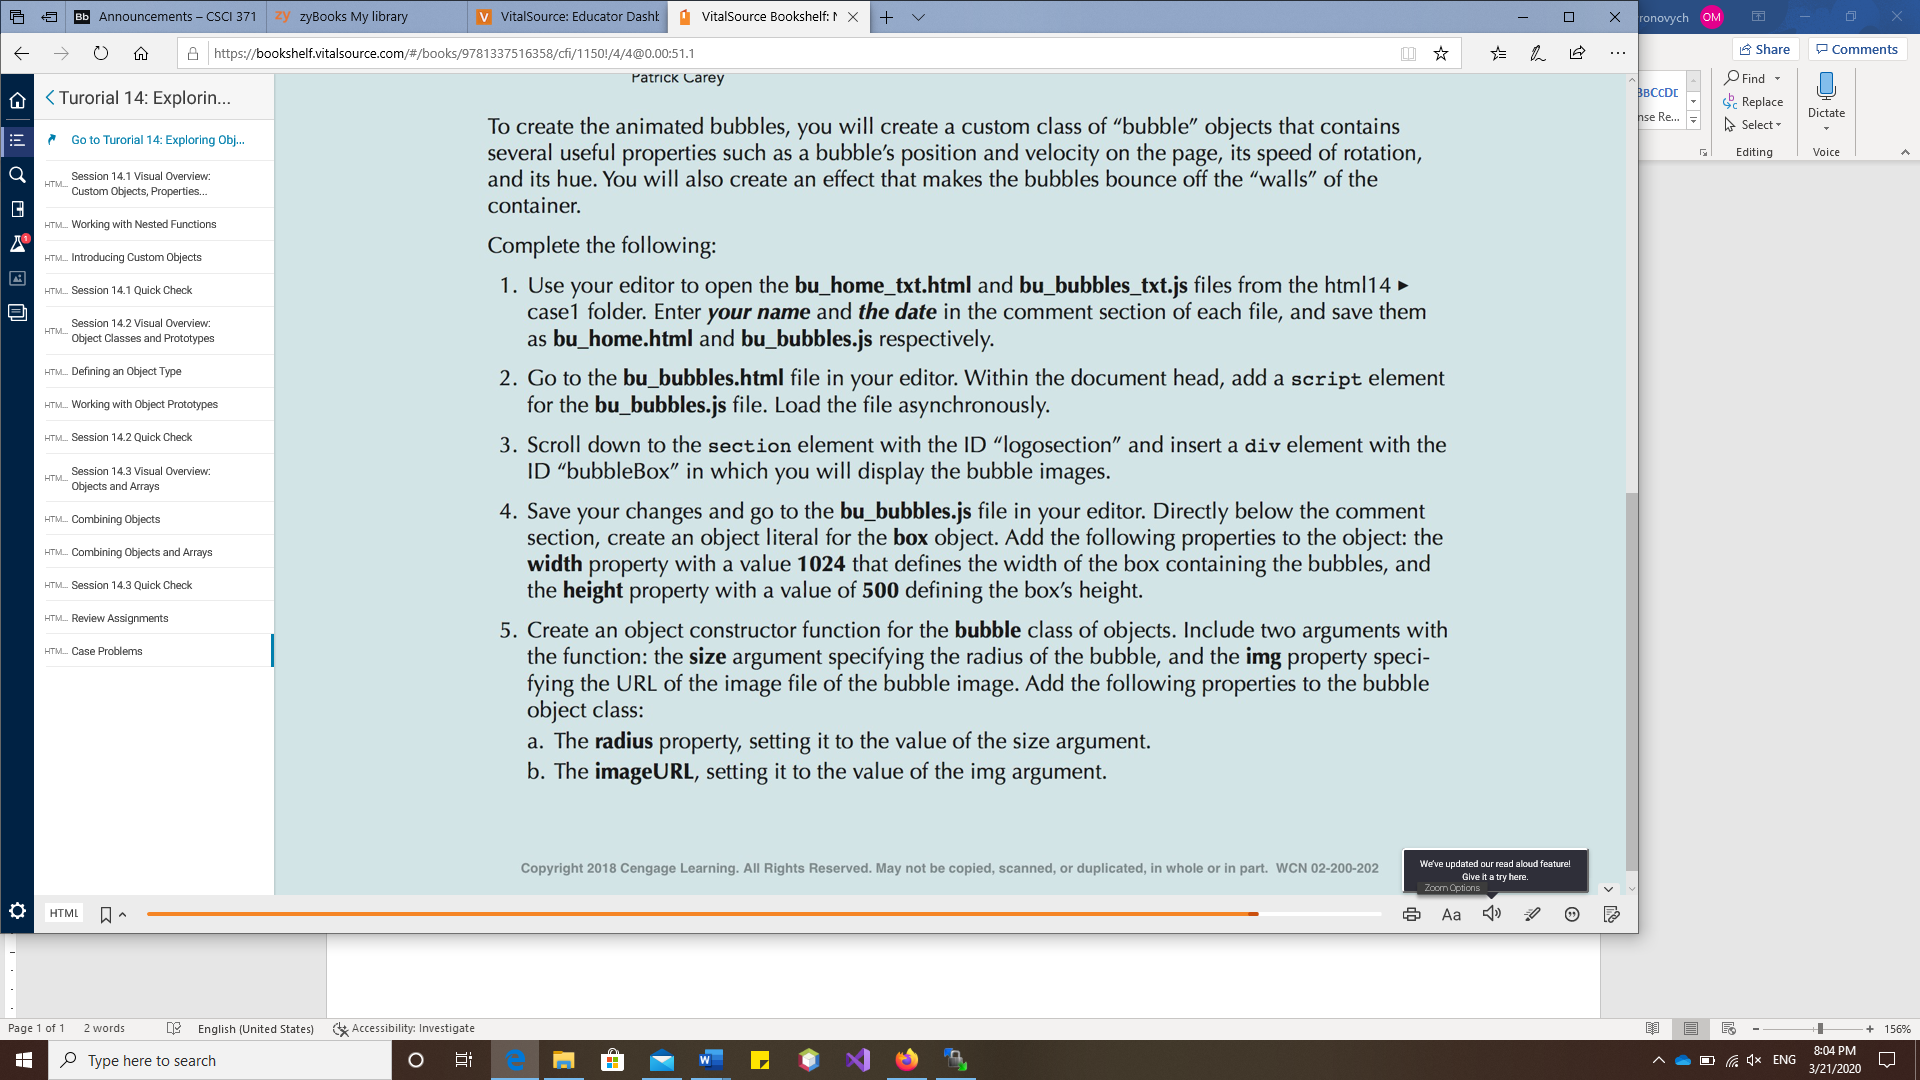 Announcements – CSCI 371
zyBooks My library
VitalSource: Educator Dashb
VitalSource Bookshelf: N
ronovych
OM
https://bookshelf.vitalsource.com/#/books/9781337516358/cfi/1150!/4/4@0.00:51.1
Share
Comments
Turorial 14: Explorin...
Go to Turorial 14: Exploring Obj...
HTM... Session 14.1 Visual Overview:
Custom Objects, Properties...
HTM... Working with Nested Functions
HTM... Introducing Custom Objects
HTM... Session 14.1 Quick Check
HTM... Session 14.2 Visual Overview:
Object Classes and Prototypes
HTM... Defining an Object Type
HTM... Working with Object Prototypes
HTM... Session 14.2 Quick Check
HTM... Session 14.3 Visual Overview:
Objects and Arrays
HTM... Combining Objects
HTM... Combining Objects and Arrays
HTM... Session 14.3 Quick Check
HTM... Review Assignments
HTM... Case Problems
Patrick Carey
To create the animated bubbles, you will create a custom class of “bubble” objects that contains
several useful properties such as a bubble’s position and velocity on the page, its speed of rotation,
and its hue. You will also create an effect that makes the bubbles bounce off the “walls” of the
container.
Complete the following:
1. Use your editor to open the bu_home_txt.html and bu_bubbles_txt.js files from the html14 ►
case1 folder. Enter your name and the date in the comment section of each file, and save them
as bu_home.html and bu_bubbles.js respectively.
2. Go to the bu_bubbles.html file in your editor. Within the document head, add a script element
for the bu_bubbles.js file. Load the file asynchronously.
3. Scroll down to the section element with the ID “logosection” and insert a div element with the
ID “bubbleBox” in which you will display the bubble images.
4. Save your changes and go to the bu_bubbles.js file in your editor. Directly below the comment
section, create an object literal for the box object. Add the following properties to the object: the
width property with a value 1024 that defines the width of the box containing the bubbles, and
the height property with a value of 500 defining the box’s height.
5. Create an object constructor function for the bubble class of objects. Include two arguments with
the function: the size argument specifying the radius of the bubble, and the img property speci-
fying the URL of the image file of the bubble image. Add the following properties to the bubble
object class:
a. The radius property, setting it to the value of the size argument.
b. The imageURL, setting it to the value of the img argument.
Copyright 2018 Cengage Learning. All Rights Reserved. May not be copied, scanned, or duplicated, in whole or in part. WCN 02-200-202
We've updated our read aloud feature!
Give it a try here.
Zoom Options
HTML
Aa
BBCCDE
nse Re...
Find
Replace
Select
Editing
Dictate
Voice
Page 1 of 1
2 words
English (United States)
Accessibility: Investigate
156%
Type here to search
ENG
8:04 PM
3/21/2020